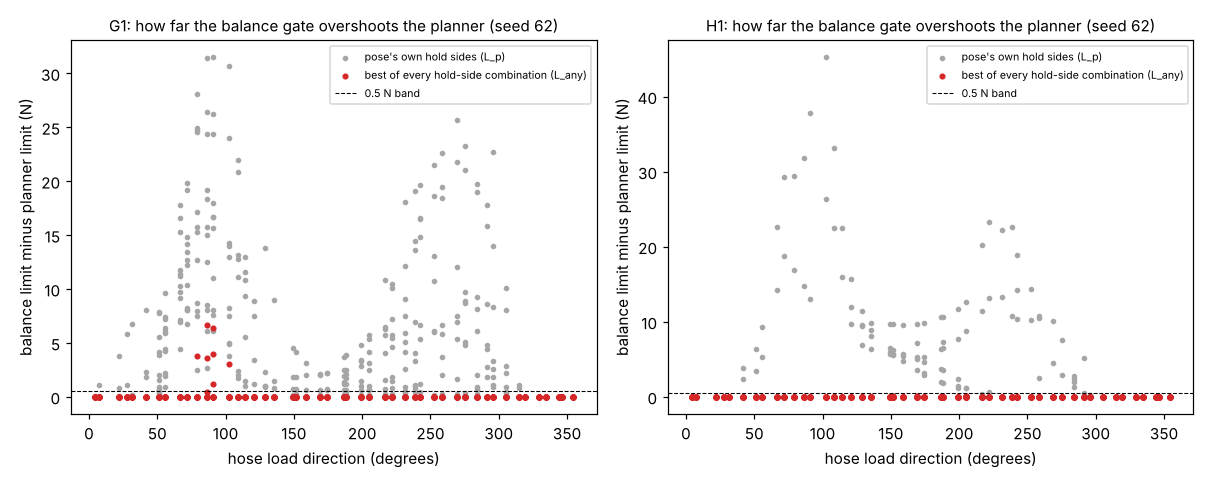 G1: how far the balance gate overshoots the planner (seed 62)
balance limit minus planner limit (N)
30
25
20
15
10
5
0
pose's own hold sides (L_p)
best of every hold-side combination (L_any)
0.5 N band
0 50 100 150 200 250 300 350
hose load direction (degrees)
H1: how far the balance gate overshoots the planner (seed 62)
balance limit minus planner limit (N)
40
30
20
10
0
pose's own hold sides (L_p)
best of every hold-side combination (L_any)
0.5 N band
0 50 100 150 200 250 300 350
hose load direction (degrees)